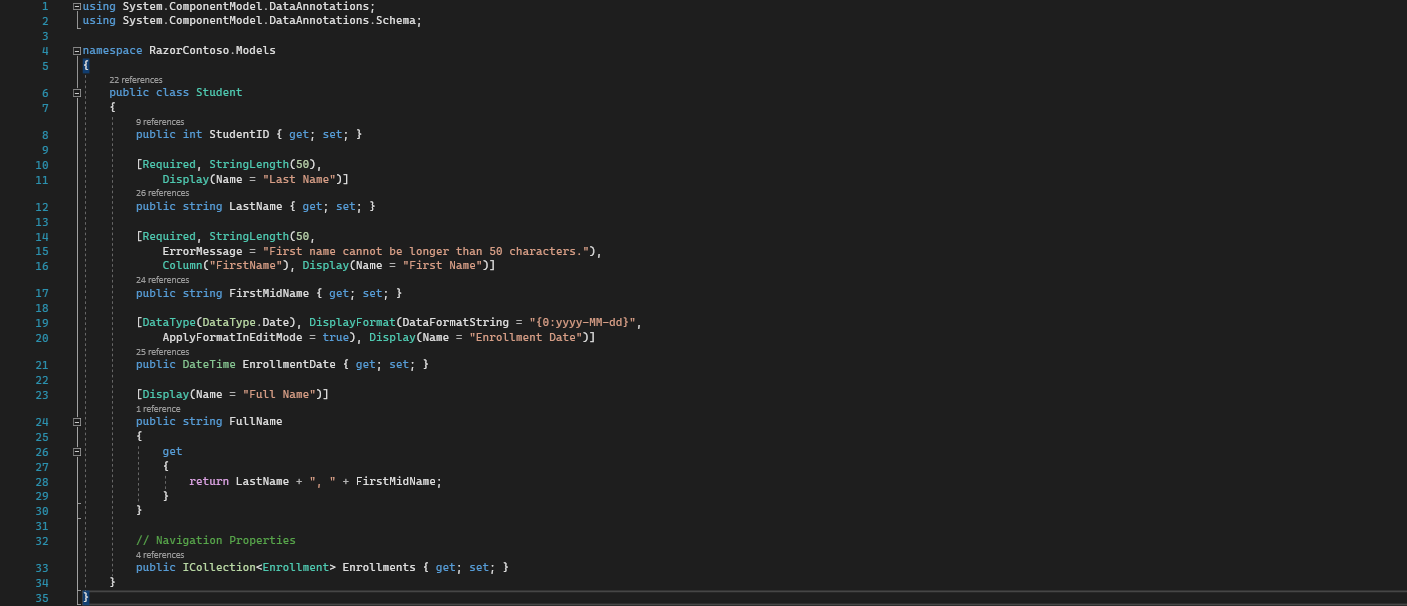 1 using System.ComponentModel.DataAnnotations;
2 using System.ComponentModel.DataAnnotations.Schema;
3
4 namespace RazorContoso.Models
5 {
22 references
6 public class Student
7 {
9 references
8 public int StudentID { get; set; }
9
10 [Required, StringLength(50),
11 Display(Name = "Last Name")]
26 references
12 public string LastName { get; set; }
13
14 [Required, StringLength(50,
15 ErrorMessage = "First name cannot be longer than 50 characters."),
16 Column("FirstName"), Display(Name = "First Name")]
24 references
17 public string FirstMidName { get; set; }
18
19 [DataType(DataType.Date), DisplayFormat(DataFormatString = "{0:yyyy-MM-dd}",
20 ApplyFormatInEditMode = true), Display(Name = "Enrollment Date")]
25 references
21 public DateTime EnrollmentDate { get; set; }
22
23 [Display(Name = "Full Name")]
1 reference
24 public string FullName
25 {
26 get
27 {
28 return LastName + ", " + FirstMidName;
29 }
30 }
31
32 // Navigation Properties
4 references
33 public ICollection<Enrollment> Enrollments { get; set; }
34 }
35 }